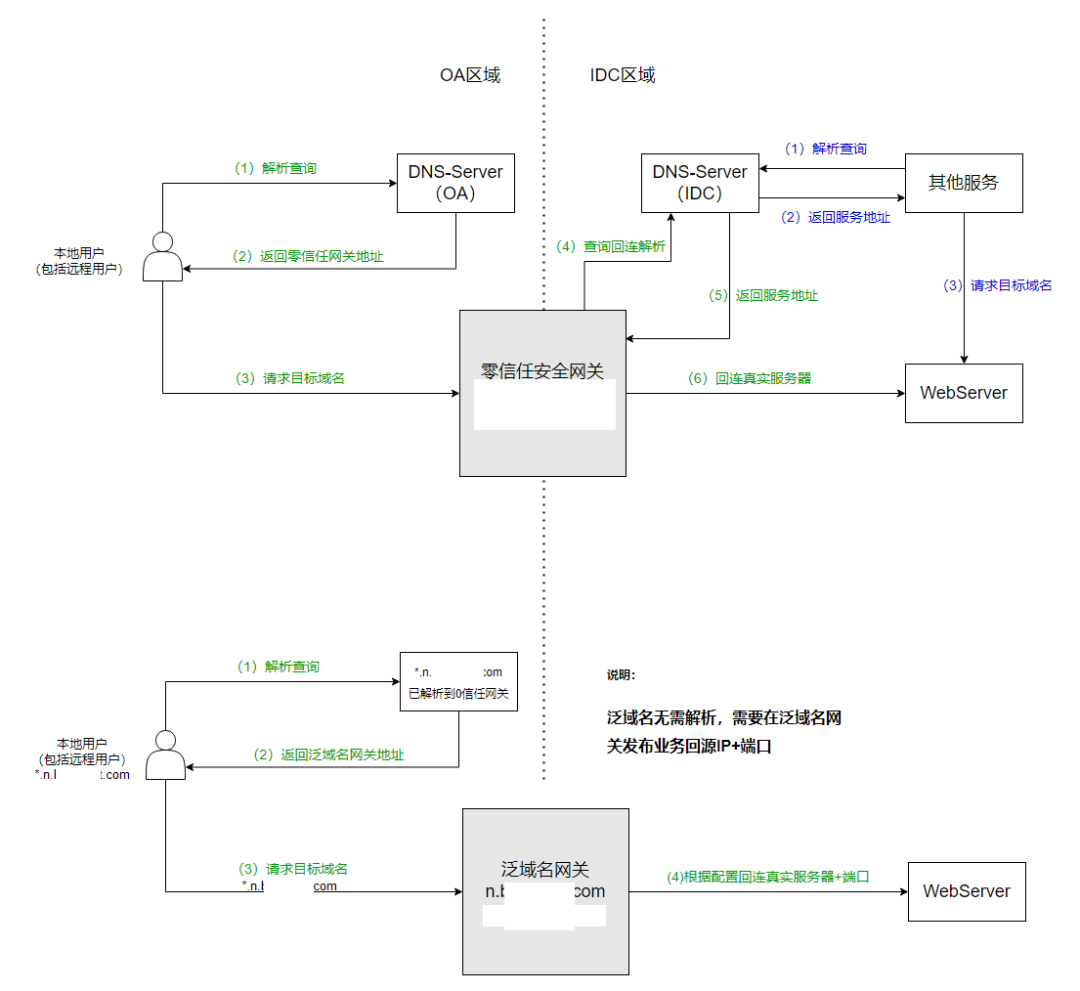 OA区域
IDC区域
（1）解析查询
DNS-Server
（OA）
（2）返回零信任网关地址
本地用户
（包括远程用户）
（3）请求目标域名
DNS-Server
（IDC）
（1）解析查询
其他服务
（2）返回服务地址
（4）查询回连解析
（5）返回服务地址
（3）请求目标域名
零信任安全网关
（6）回连真实服务器
WebServer
（1）解析查询
*.n. com
已解析到0信任网关
（2）返回泛域名网关地址
本地用户
（包括远程用户）
*.n. t.com
说明：
泛域名无需解析，需要在泛域名网
关发布业务回源IP+端口
（3）请求目标域名
*.n. com
泛域名网关
n. com
(4)根据配置回连真实服务器+端口
WebServer